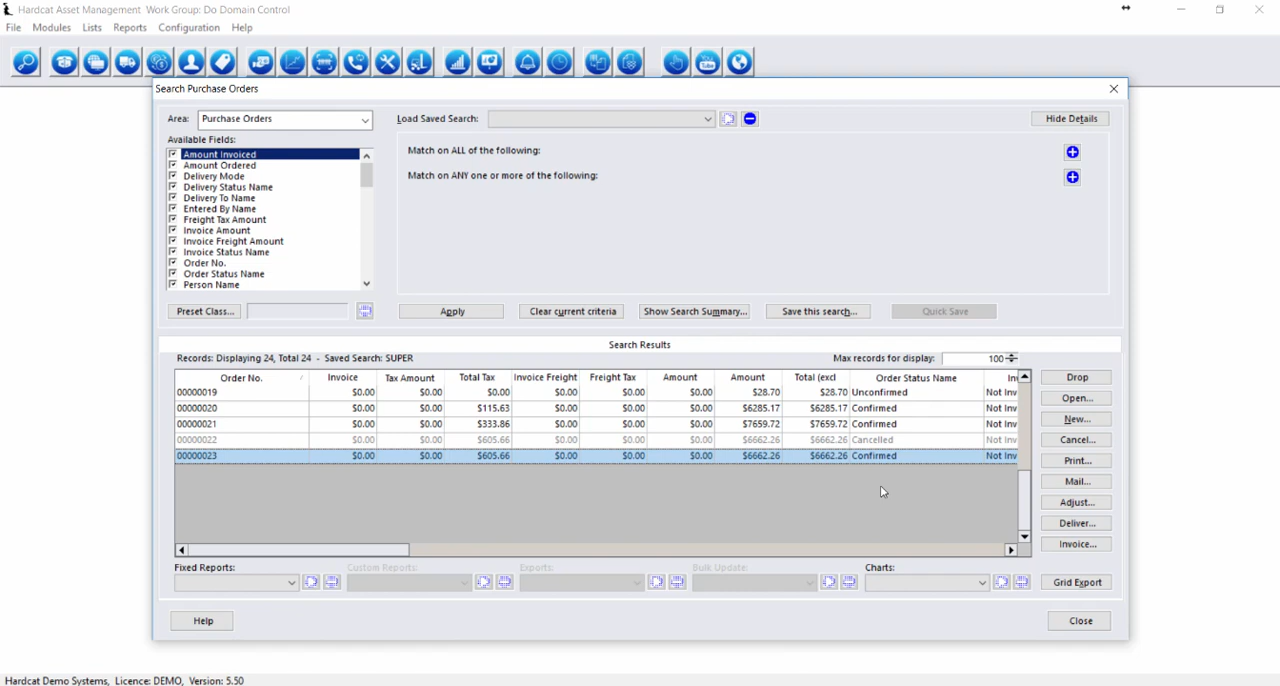 Hardcat Asset Management Work Group: Do Domain Control
File Modules Lists Reports Configuration Help
Search Purchase Orders
Area: Purchase Orders Load Saved Search: Hide Details
Available Fields:
Amount Invoiced
Amount Ordered
Delivery Mode
Delivery Status Name
Delivery To Name
Entered By Name
Freight Tax Amount
Invoice Amount
Invoice Freight Amount
Invoice Status Name
Order No.
Order Status Name
Person Name
Match on ALL of the following:
Match on ANY one or more of the following:
Preset Class... Apply Clear current criteria Show Search Summary... Save this search... Quick Save
Search Results
Records: Displaying 24, Total 24 - Saved Search: SUPER Max records for display: 100
Order No. Invoice Tax Amount Total Tax Invoice Freight Freight Tax Amount Amount Total (excl Order Status Name Inv
00000019 $0.00 $0.00 $0.00 $0.00 $0.00 $0.00 $28.70 $28.70 Unconfirmed Not Inv
00000020 $0.00 $0.00 $115.63 $0.00 $0.00 $0.00 $6285.17 $6285.17 Confirmed Not Inv
00000021 $0.00 $0.00 $333.86 $0.00 $0.00 $0.00 $7659.72 $7659.72 Confirmed Not Inv
00000022 $0.00 $0.00 $605.66 $0.00 $0.00 $0.00 $6662.26 $6662.26 Cancelled Not Inv
00000023 $0.00 $0.00 $605.66 $0.00 $0.00 $0.00 $6662.26 $6662.26 Confirmed Not Inv
Drop
Open...
New...
Cancel...
Print...
Mail...
Adjust...
Deliver...
Invoice...
Fixed Reports: Custom Reports: Exports: Bulk Update: Charts:
Grid Export
Help Close
Hardcat Demo Systems, Licence: DEMO, Version: 5.50